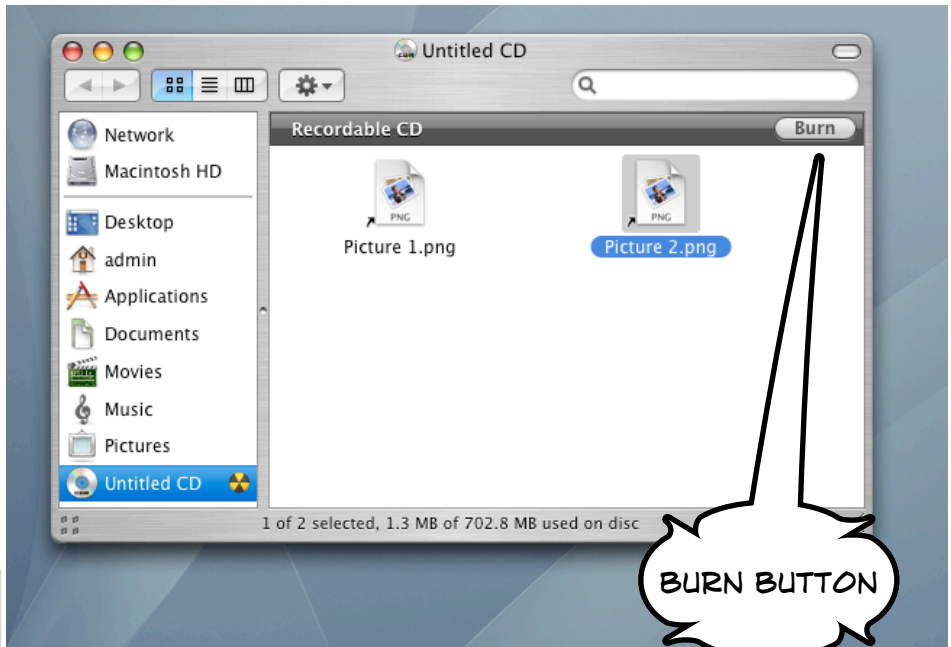 Untitled CD
Network
Macintosh HD
Desktop
admin
Applications
Documents
Movies
Music
Pictures
Untitled CD
Recordable CD
Burn
PNG
PNG
Picture 1.png
Picture 2.png
1 of 2 selected, 1.3 MB of 702.8 MB used on disc
BURN BUTTON